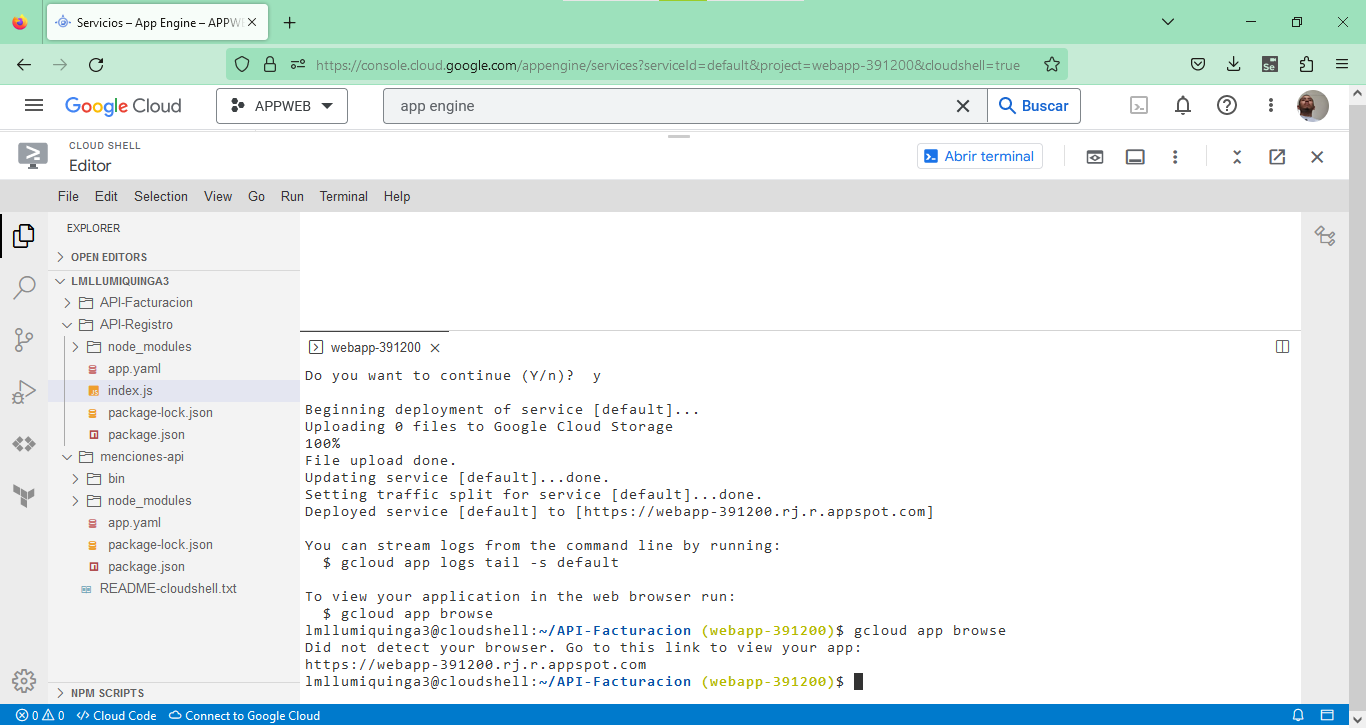 Servicios – App Engine – APPW
https://console.cloud.google.com/appengine/services?serviceId=default&project=webapp-391200&cloudshell=true
Se
Google Cloud
APPWEB
app engine
Buscar
CLOUD SHELL
Editor
Abrir terminal
File Edit Selection View Go Run Terminal Help
EXPLORER
OPEN EDITORS
LMLLUMIQUINGA3
API-Facturacion
API-Registro
node_modules
app.yaml
JS index.js
package-lock.json
package.json
menciones-api
bin
node_modules
app.yaml
package-lock.json
package.json
README-cloudshell.txt
NPM SCRIPTS
webapp-391200
Do you want to continue (Y/n)?  y
Beginning deployment of service [default]...
Uploading 0 files to Google Cloud Storage
100%
File upload done.
Updating service [default]...done.
Setting traffic split for service [default]...done.
Deployed service [default] to [https://webapp-391200.rj.r.appspot.com]
You can stream logs from the command line by running:
$ gcloud app logs tail -s default
To view your application in the web browser run:
$ gcloud app browse
lmllumiquinga3@cloudshell:~/API-Facturacion (webapp-391200)$ gcloud app browse
Did not detect your browser. Go to this link to view your app:
https://webapp-391200.rj.r.appspot.com
lmllumiquinga3@cloudshell:~/API-Facturacion (webapp-391200)$
0 0 Cloud Code Connect to Google Cloud